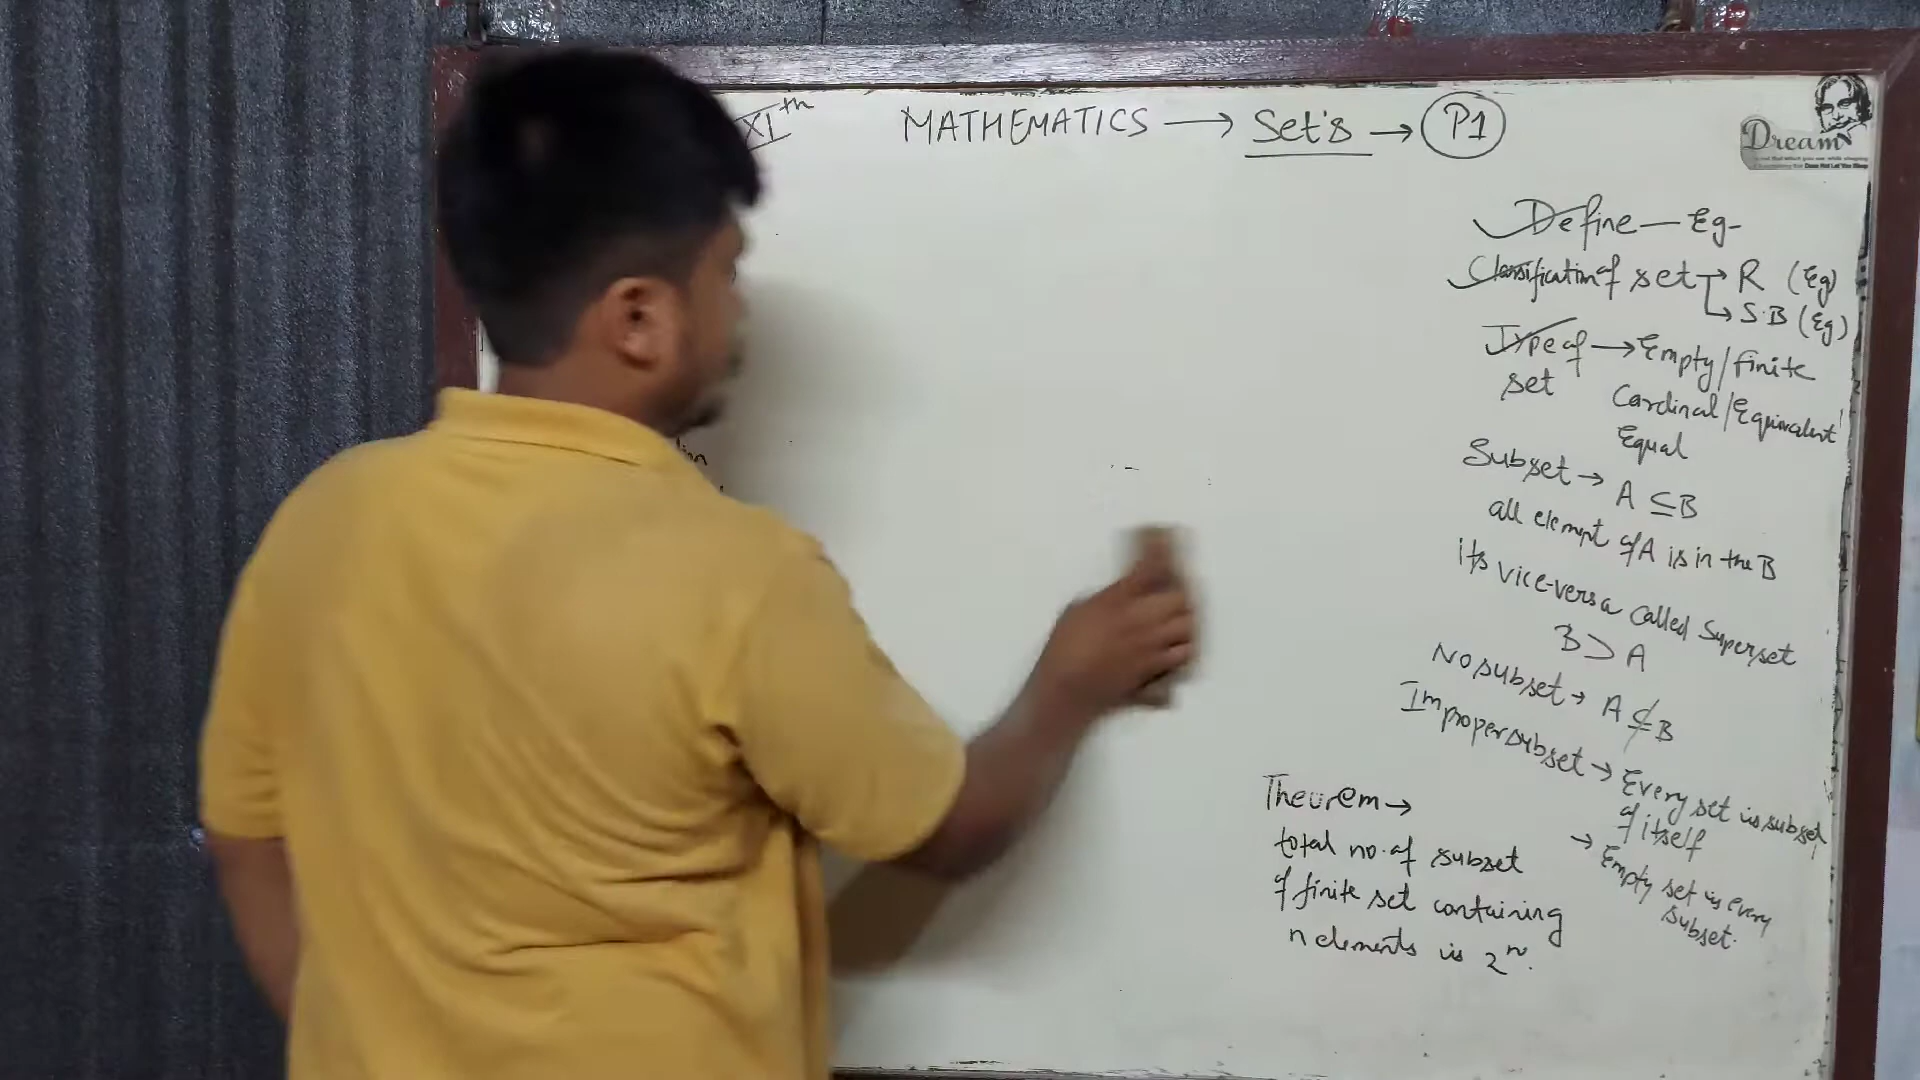 XI th MATHEMATICS → Set's → P1
Dream
Define — Eg-
Classification of set → R (Eg)
→ S.B (Eg)
Type of → Empty / finite
set Cardinal / Equivalent
Equal
Subset → A ⊆ B
all element of A is in the B
its vice-versa called Superset
B ⊃ A
No subset → A ⊈ B
Improper subset → Every set is subset
of itself
→ Empty set is every
subset.
Theorem →
total no. of subset
of finite set containing
n elements is 2ⁿ.